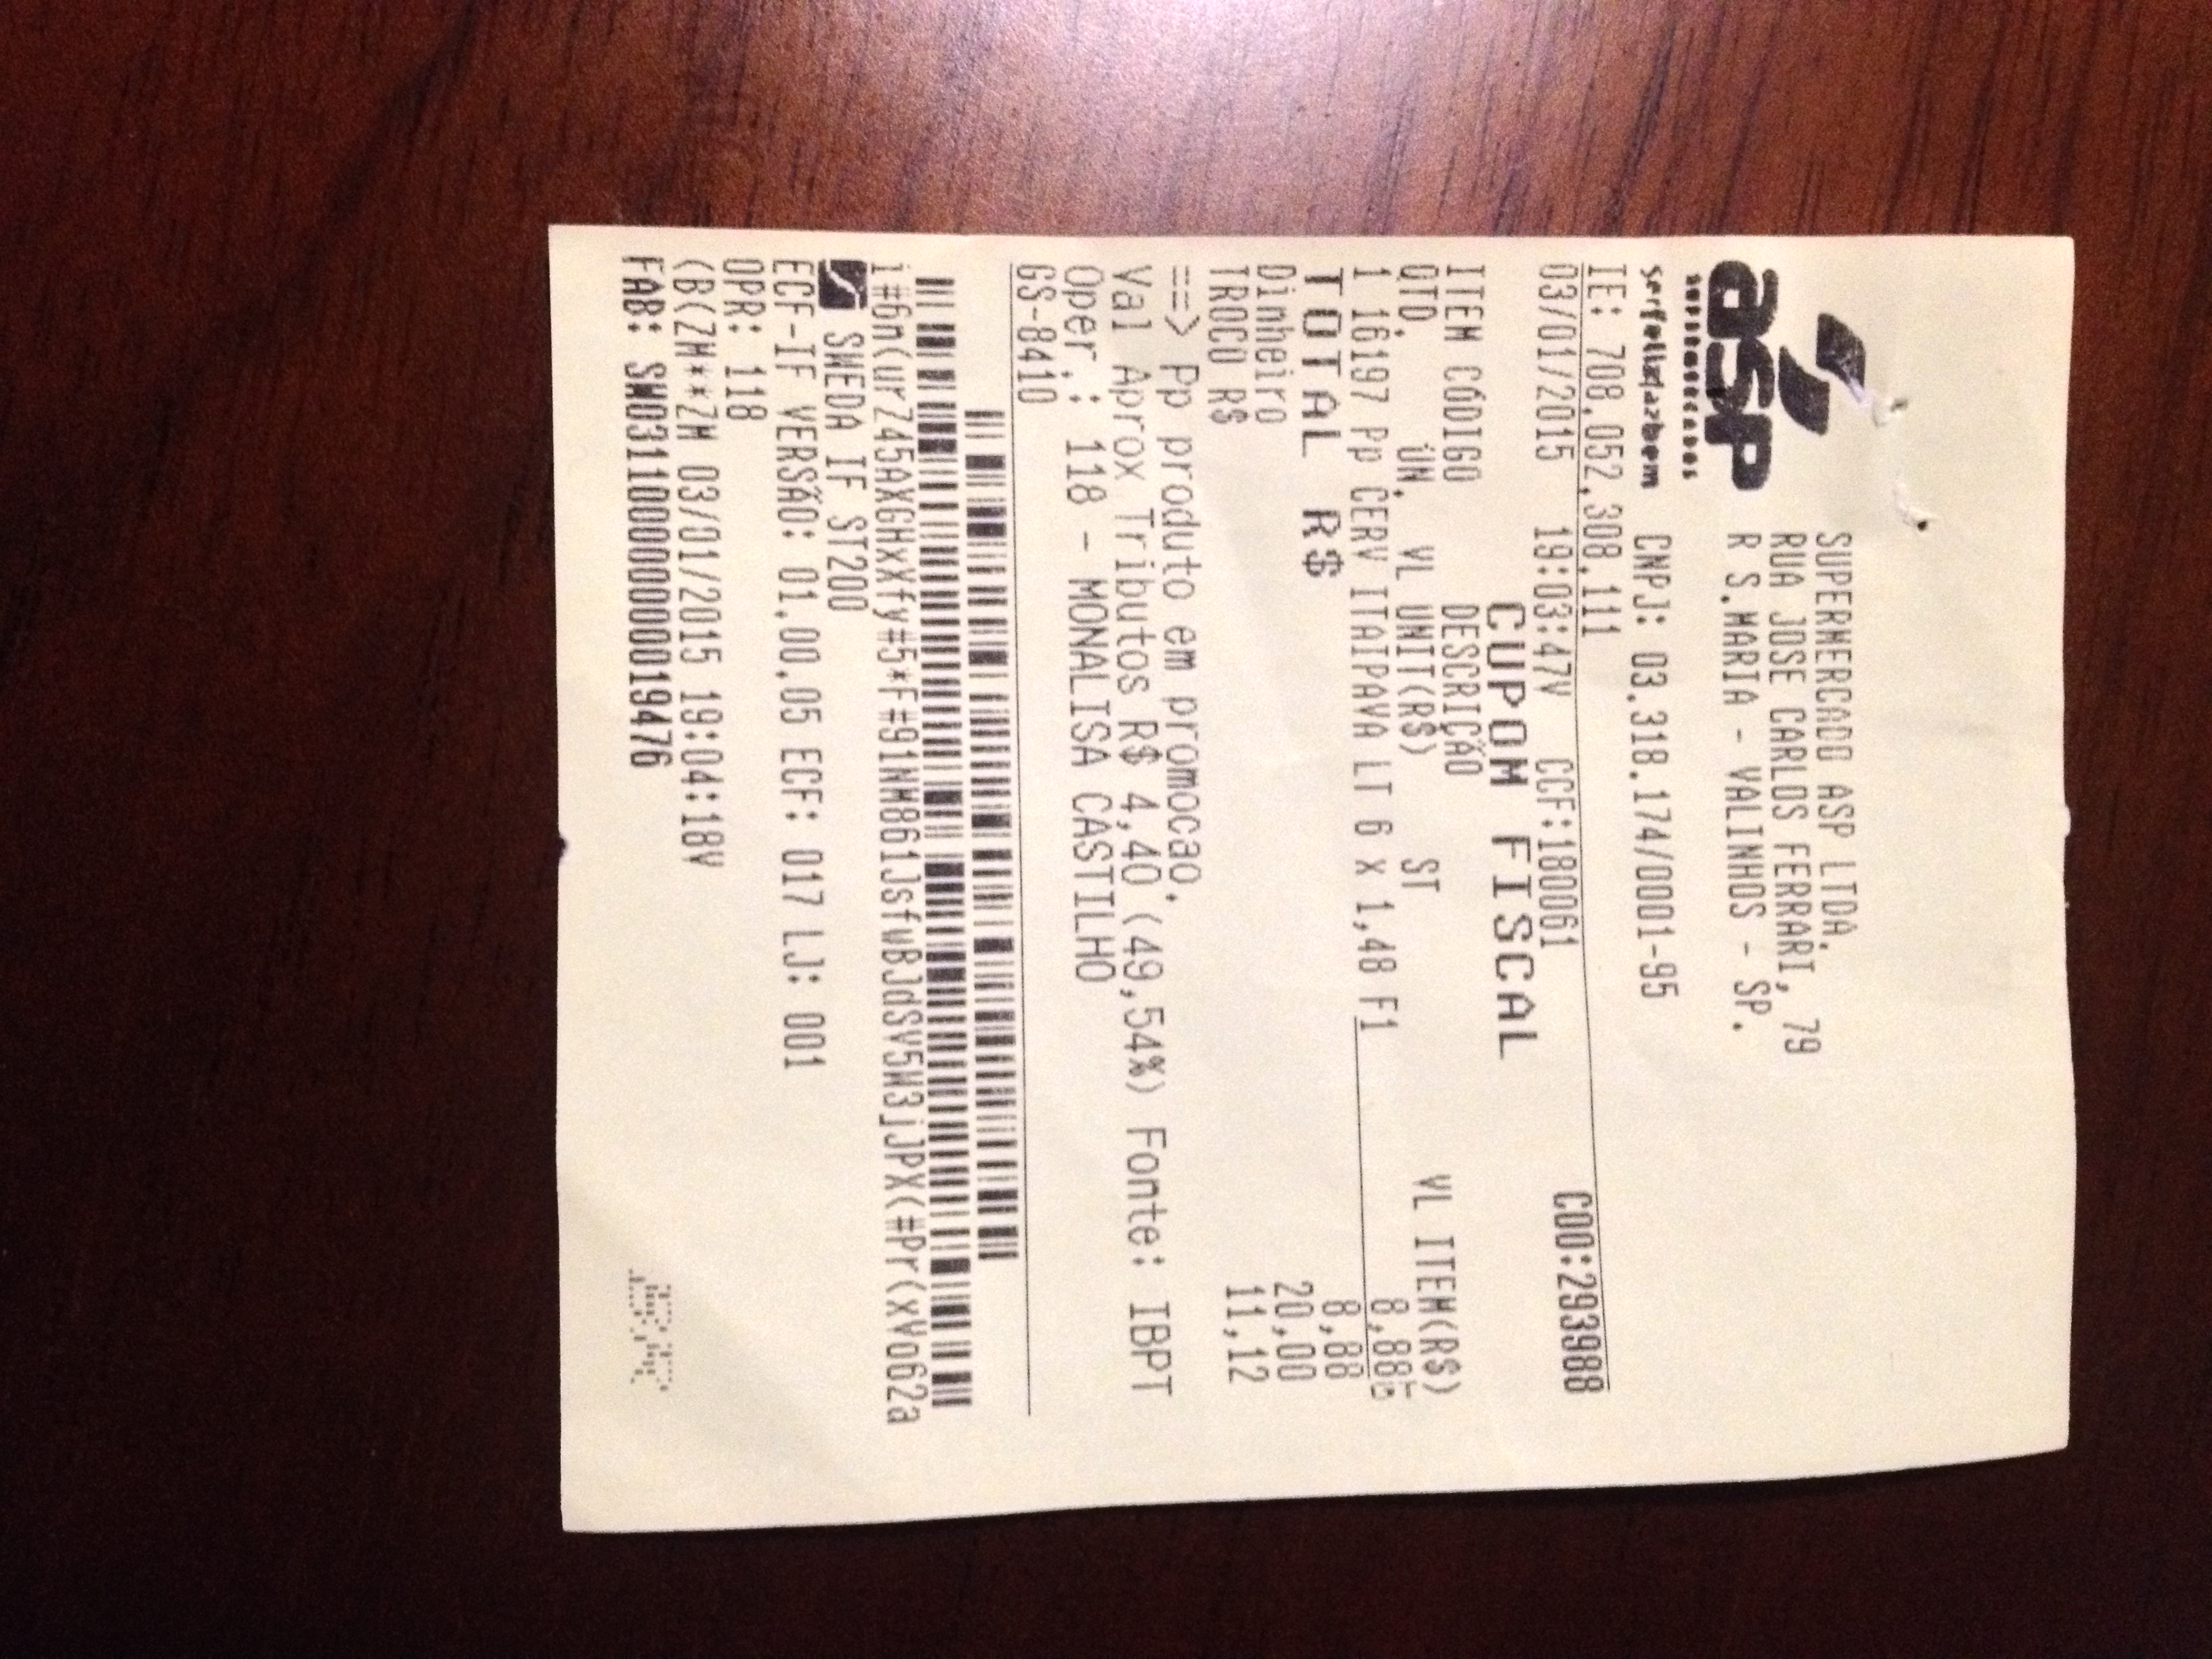 asp
supermercados
ser feliz faz bem
SUPERMERCADO ASP LTDA.
RUA JOSE CARLOS FERRARI, 79
R S.MARIA - VALINHOS - SP.
CNPJ: 03.318.174/0001-95
IE: 708.052.308.111
03/01/2015 19:03:47V CCF:180061 COO:293988
CUPOM FISCAL
ITEM CÓDIGO DESCRIÇÃO
QTD. UN. VL UNIT(R$) ST VL ITEM(R$)
1 16197 Pp CERV ITAIPAVA LT 6 X 1,48 F1 8,88
TOTAL R$ 8,88
Dinheiro 20,00
TROCO R$ 11,12
==> Pp produto em promocao.
Val Aprox Tributos R$ 4,40 (49,54%) Fonte: IBPT
Oper.: 118 - MONALISA CASTILHO
GS-8410
SWEDA IF ST200
ECF-IF VERSÃO: 01.00.05 ECF: 017 LJ: 001
OPR: 118
(B(ZM**ZM 03/01/2015 19:04:18V
FAB: SW031100000000019476